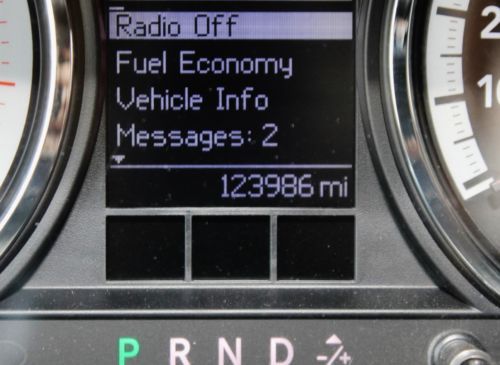 Radio Off
Fuel Economy
Vehicle Info
Messages: 2
123986 mi
P R N D -/+